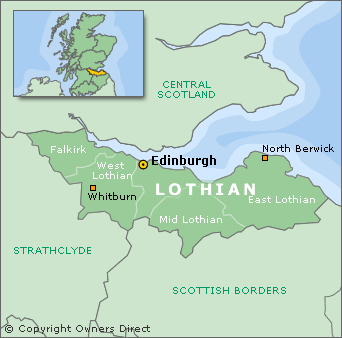 CENTRAL
SCOTLAND
North Berwick
Falkirk
Edinburgh
West
Lothian
LOTHIAN
Whitburn
East Lothian
Mid Lothian
STRATHCLYDE
SCOTTISH BORDERS
© Copyright Owners Direct